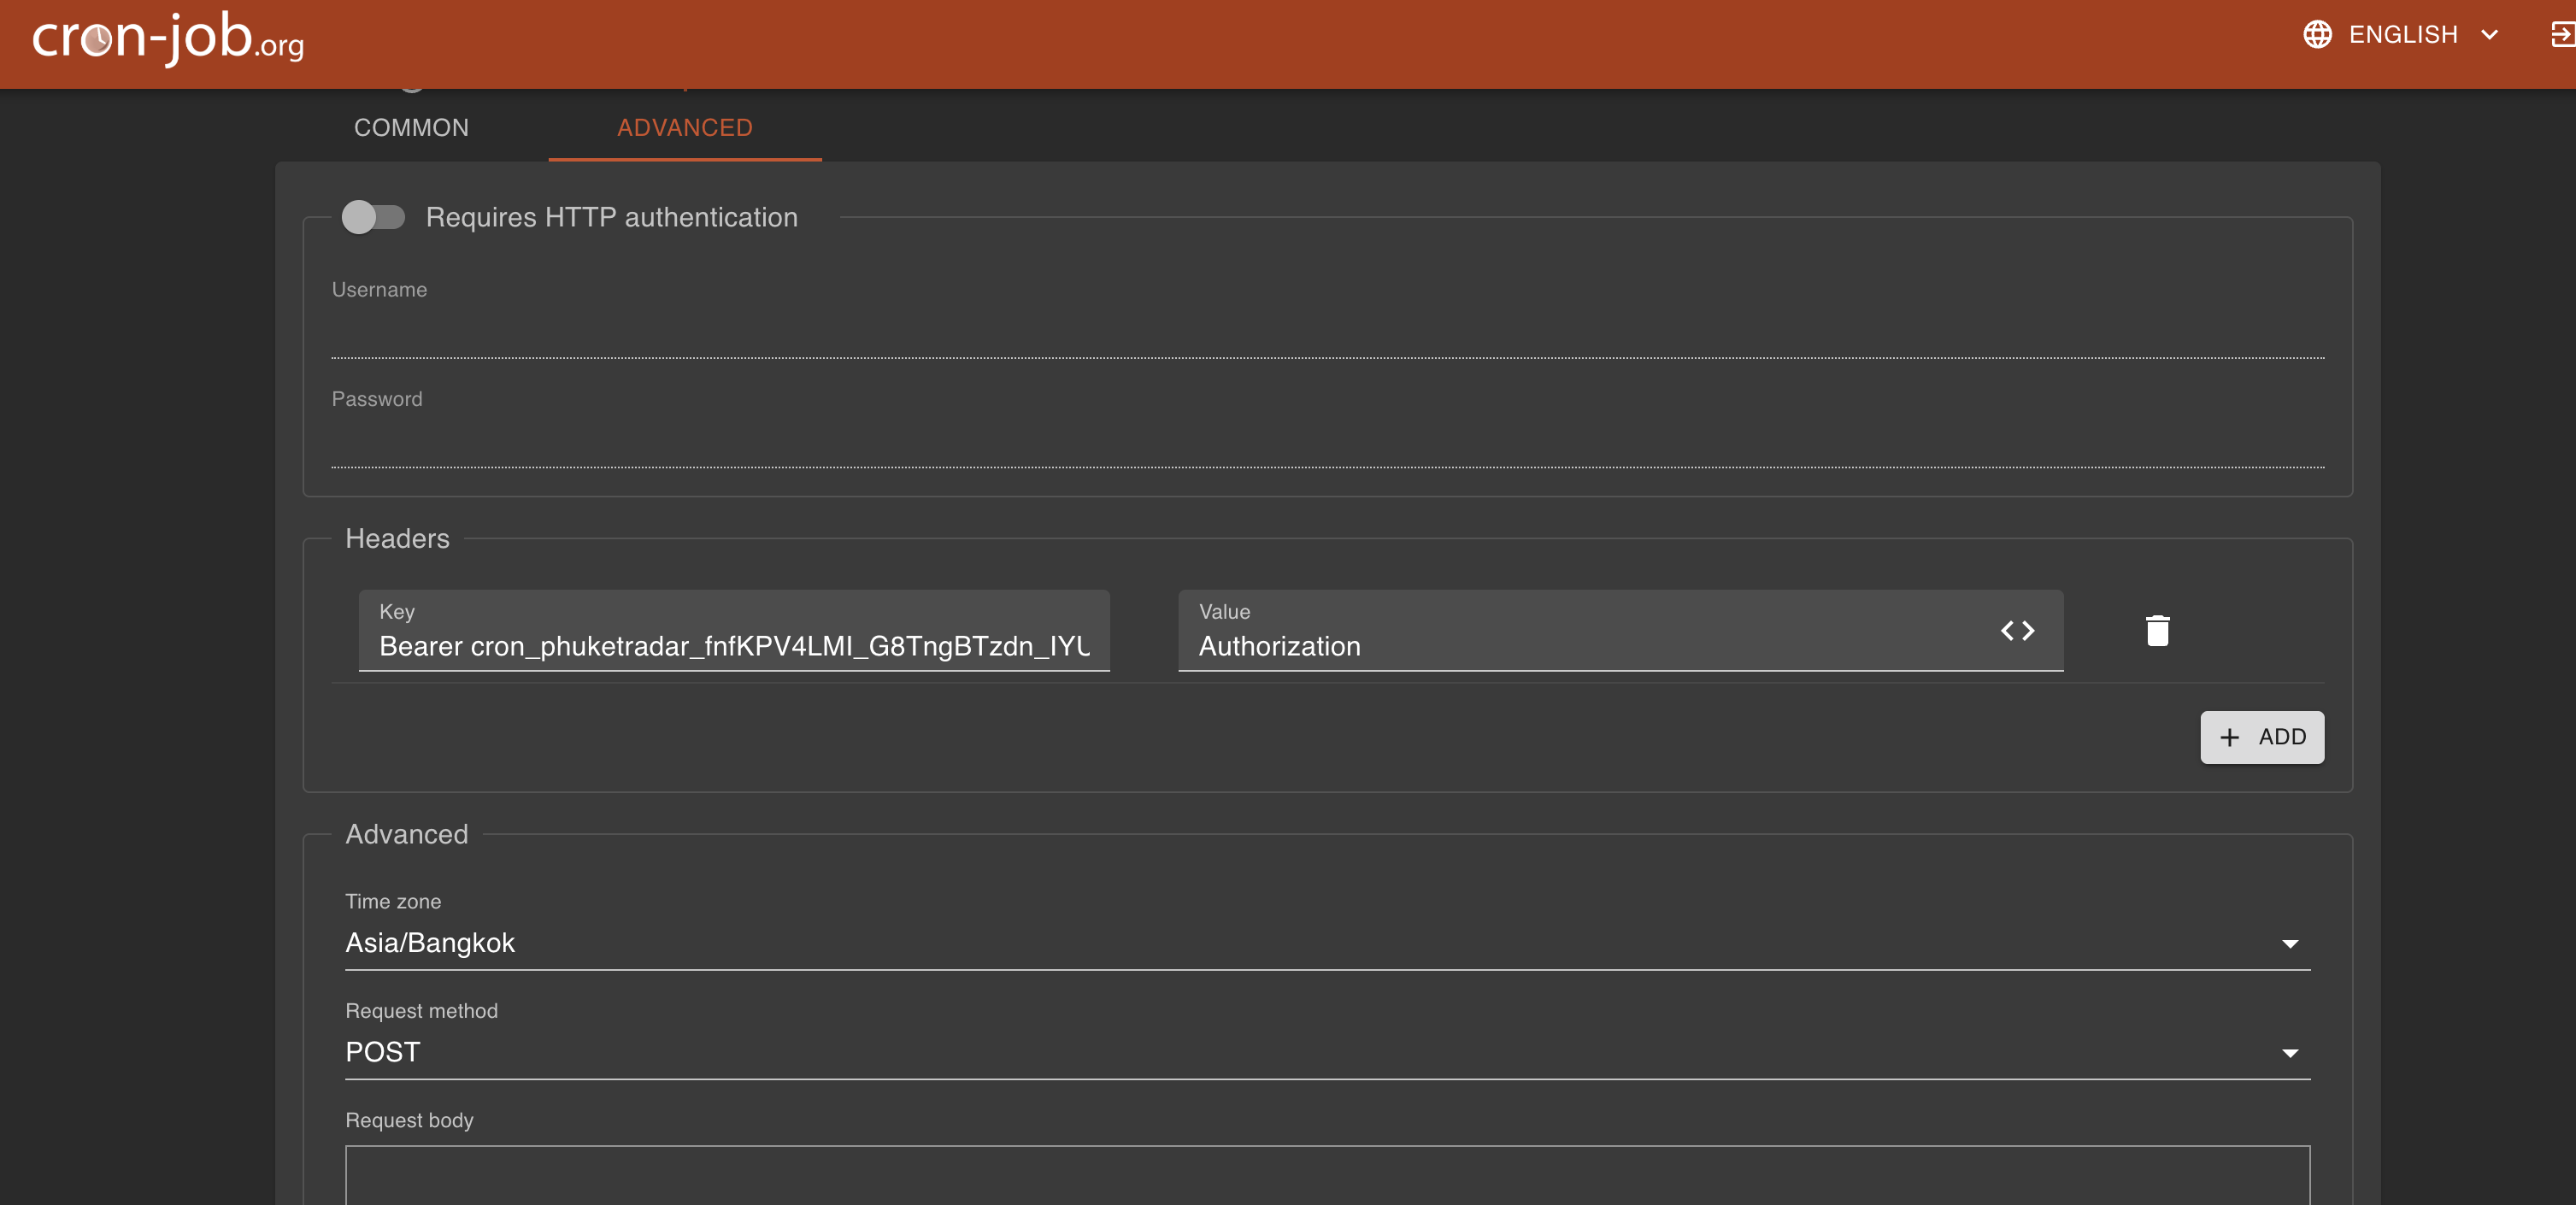 cron-job.org
ENGLISH
COMMON
ADVANCED
Requires HTTP authentication
Username
Password
Headers
Key
Bearer cron_phuketradar_fnfKPV4LMI_G8TngBTzdn_IYU
Value
Authorization
ADD
Advanced
Time zone
Asia/Bangkok
Request method
POST
Request body